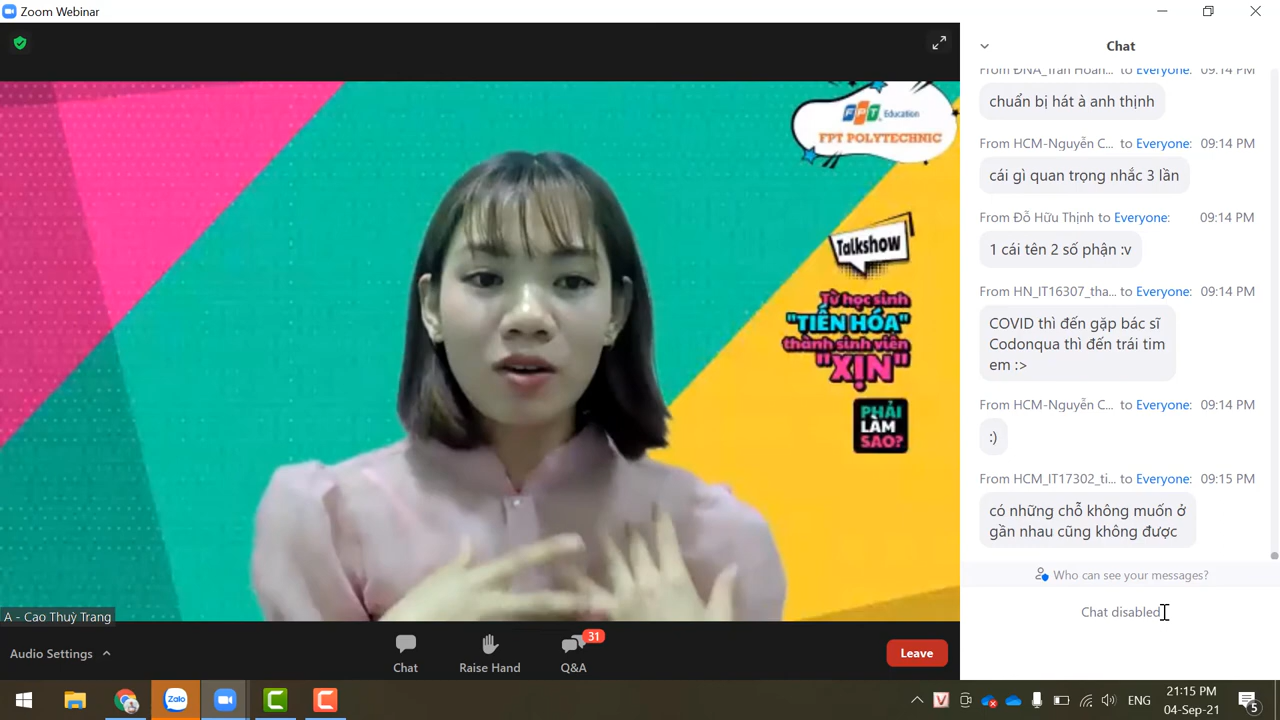 Zoom Webinar
FPT Education
FPT POLYTECHNIC
Talkshow
Từ học sinh
"TIẾN HÓA"
thành sinh viên
"XỊN"
PHẢI
LÀM
SAO?
A - Cao Thuỳ Trang
Audio Settings
Chat
Raise Hand
31
Q&A
Leave
Chat
From ĐNA_Trần Hoàn... to Everyone: 09:14 PM
chuẩn bị hát à anh thịnh
From HCM-Nguyễn C... to Everyone: 09:14 PM
cái gì quan trọng nhắc 3 lần
From Đỗ Hữu Thịnh to Everyone: 09:14 PM
1 cái tên 2 số phận :v
From HN_IT16307_tha... to Everyone: 09:14 PM
COVID thì đến gặp bác sĩ
Codonqua thì đến trái tim
em :>
From HCM-Nguyễn C... to Everyone: 09:14 PM
:)
From HCM_IT17302_ti... to Everyone: 09:15 PM
có những chỗ không muốn ở
gần nhau cũng không được
Who can see your messages?
Chat disabled
Zalo
ENG
21:15 PM
04-Sep-21
5